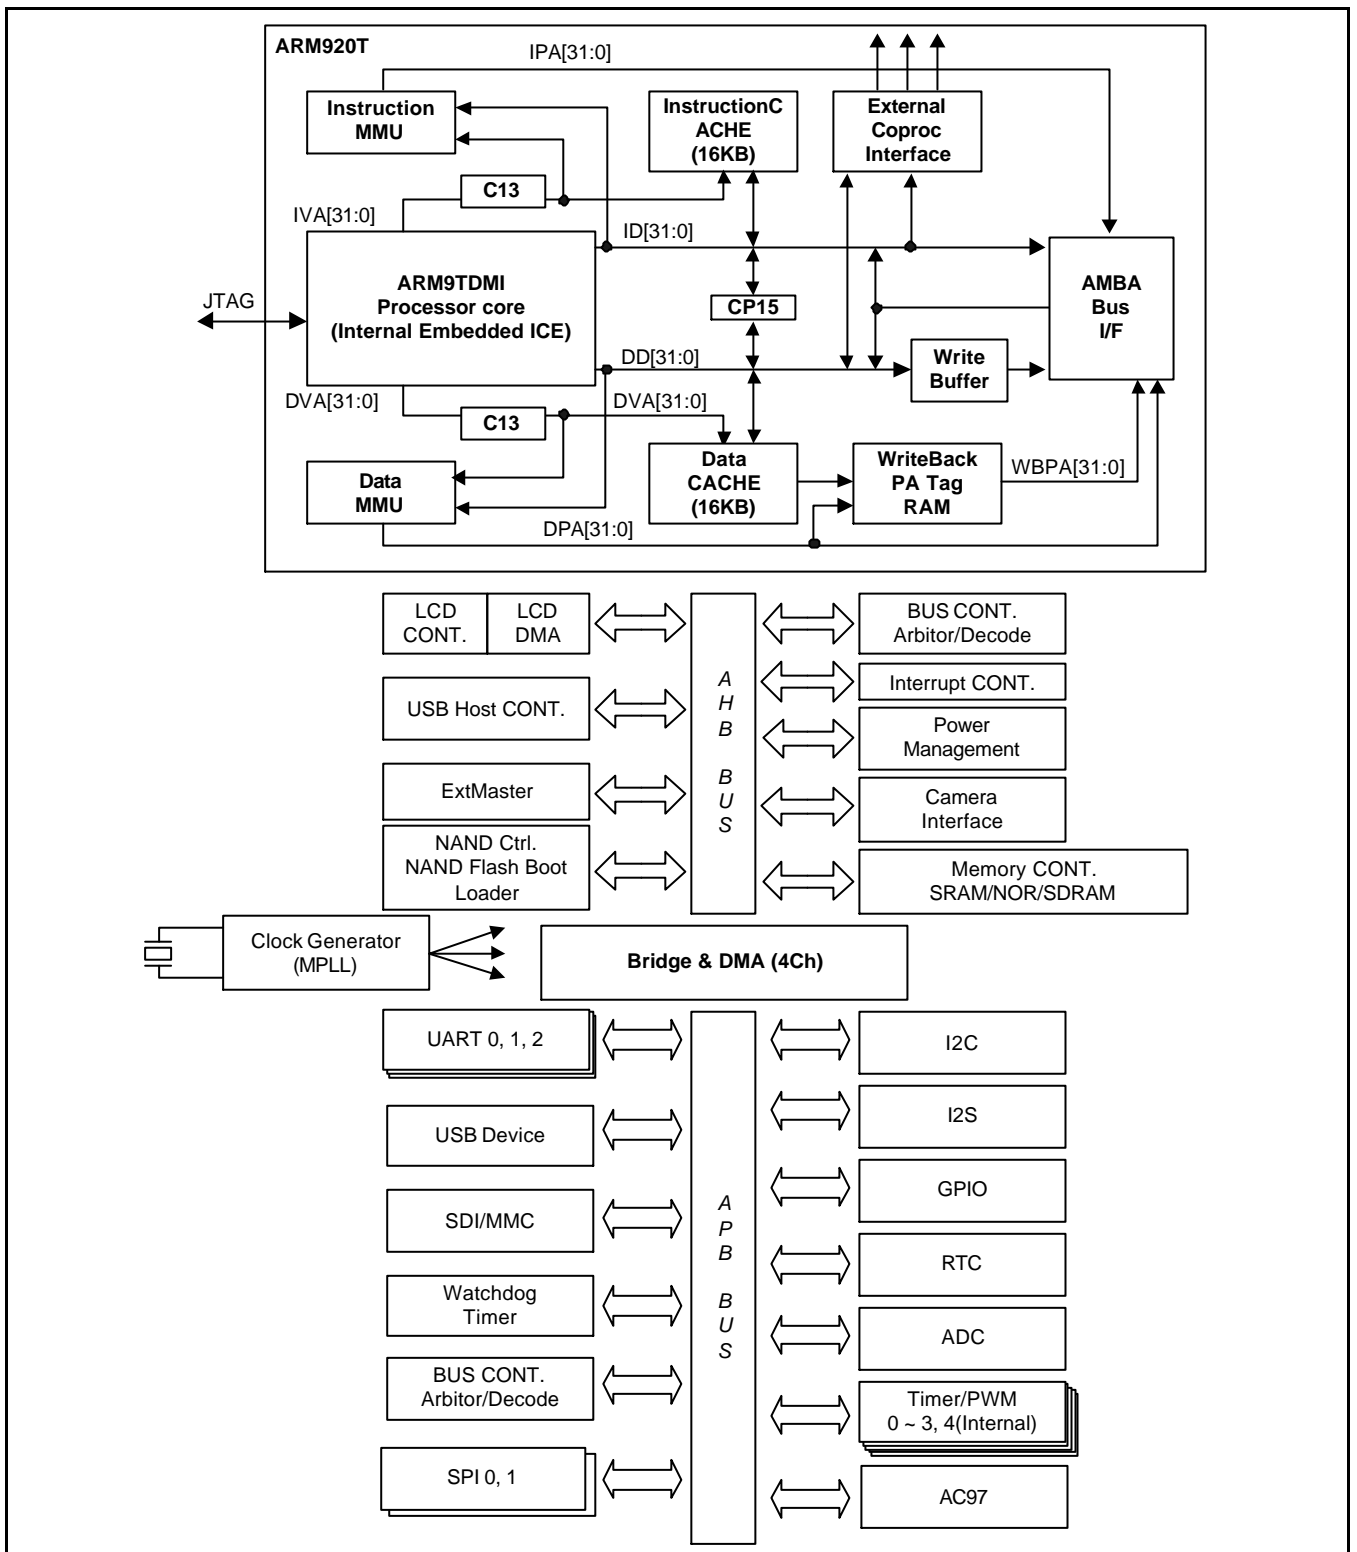 ARM920T
IPA[31:0]
Instruction
MMU
InstructionC
ACHE
(16KB)
External
Coproc
Interface
C13
IVA[31:0]
ID[31:0]
ARM9TDMI
Processor core
(Internal Embedded ICE)
JTAG
CP15
AMBA
Bus
I/F
DD[31:0]
Write
Buffer
DVA[31:0]
C13
DVA[31:0]
Data
MMU
Data
CACHE
(16KB)
WriteBack
PA Tag
RAM
WBPA[31:0]
DPA[31:0]
LCD
CONT.
LCD
DMA
USB Host CONT.
ExtMaster
NAND Ctrl.
NAND Flash Boot
Loader
A
H
B
B
U
S
BUS CONT.
Arbitor/Decode
Interrupt CONT.
Power
Management
Camera
Interface
Memory CONT.
SRAM/NOR/SDRAM
Clock Generator
(MPLL)
Bridge & DMA (4Ch)
UART 0, 1, 2
USB Device
SDI/MMC
Watchdog
Timer
BUS CONT.
Arbitor/Decode
SPI 0, 1
A
P
B
B
U
S
I2C
I2S
GPIO
RTC
ADC
Timer/PWM
0 ~ 3, 4(Internal)
AC97